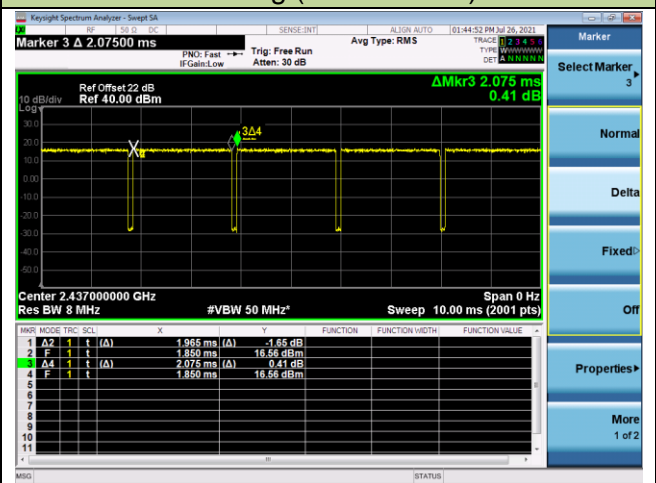 Keysight Spectrum Analyzer - Swept SA
RF 50 Ω DC SENSE:INT ALIGN AUTO 01:44:52 PM Jul 26, 2021
Marker 3 Δ 2.07500 ms
PNO: Fast
IFGain:Low
Trig: Free Run
Atten: 30 dB
Avg Type: RMS
TRACE 1 2 3 4 5 6
TYPE WWWWWW
DET A N N N N N
Ref Offset 22 dB
Ref 40.00 dBm
10 dB/div
Log
ΔMkr3 2.075 ms
0.41 dB
30.0
20.0
10.0
0.00
-10.0
-20.0
-30.0
-40.0
-50.0
3Δ4
Center 2.437000000 GHz
Span 0 Hz
Res BW 8 MHz
#VBW 50 MHz*
Sweep 10.00 ms (2001 pts)
MKR MODE TRC SCL X Y FUNCTION FUNCTION WIDTH FUNCTION VALUE
1 Δ2 1 t (Δ) 1.965 ms (Δ) -1.65 dB
2 F 1 t 1.850 ms 16.56 dBm
3 Δ4 1 t (Δ) 2.075 ms (Δ) 0.41 dB
4 F 1 t 1.850 ms 16.56 dBm
5
6
7
8
9
10
11
MSG
STATUS
Marker
Select Marker
3
Normal
Delta
Fixed
Off
Properties
More
1 of 2